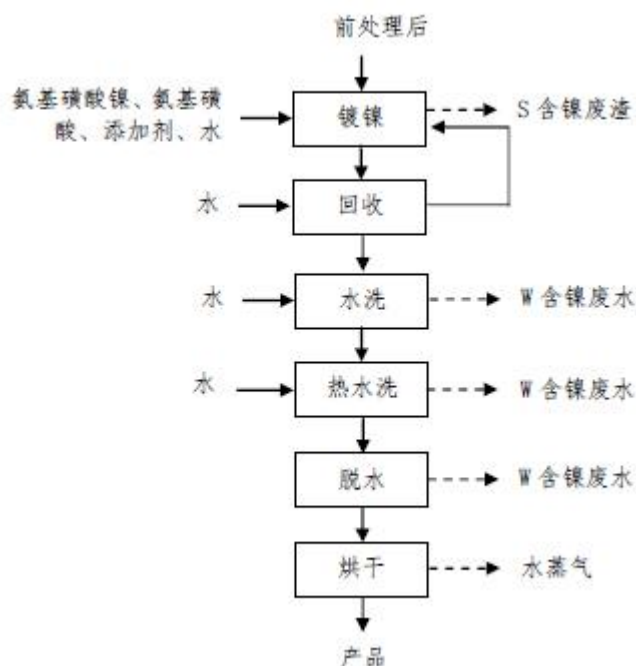 前处理后
氨基磺酸镍、氨基磺
酸、添加剂、水
镀镍
S 含镍废渣
水
回收
水
水洗
W 含镍废水
水
热水洗
W 含镍废水
脱水
W 含镍废水
烘干
水蒸气
产品